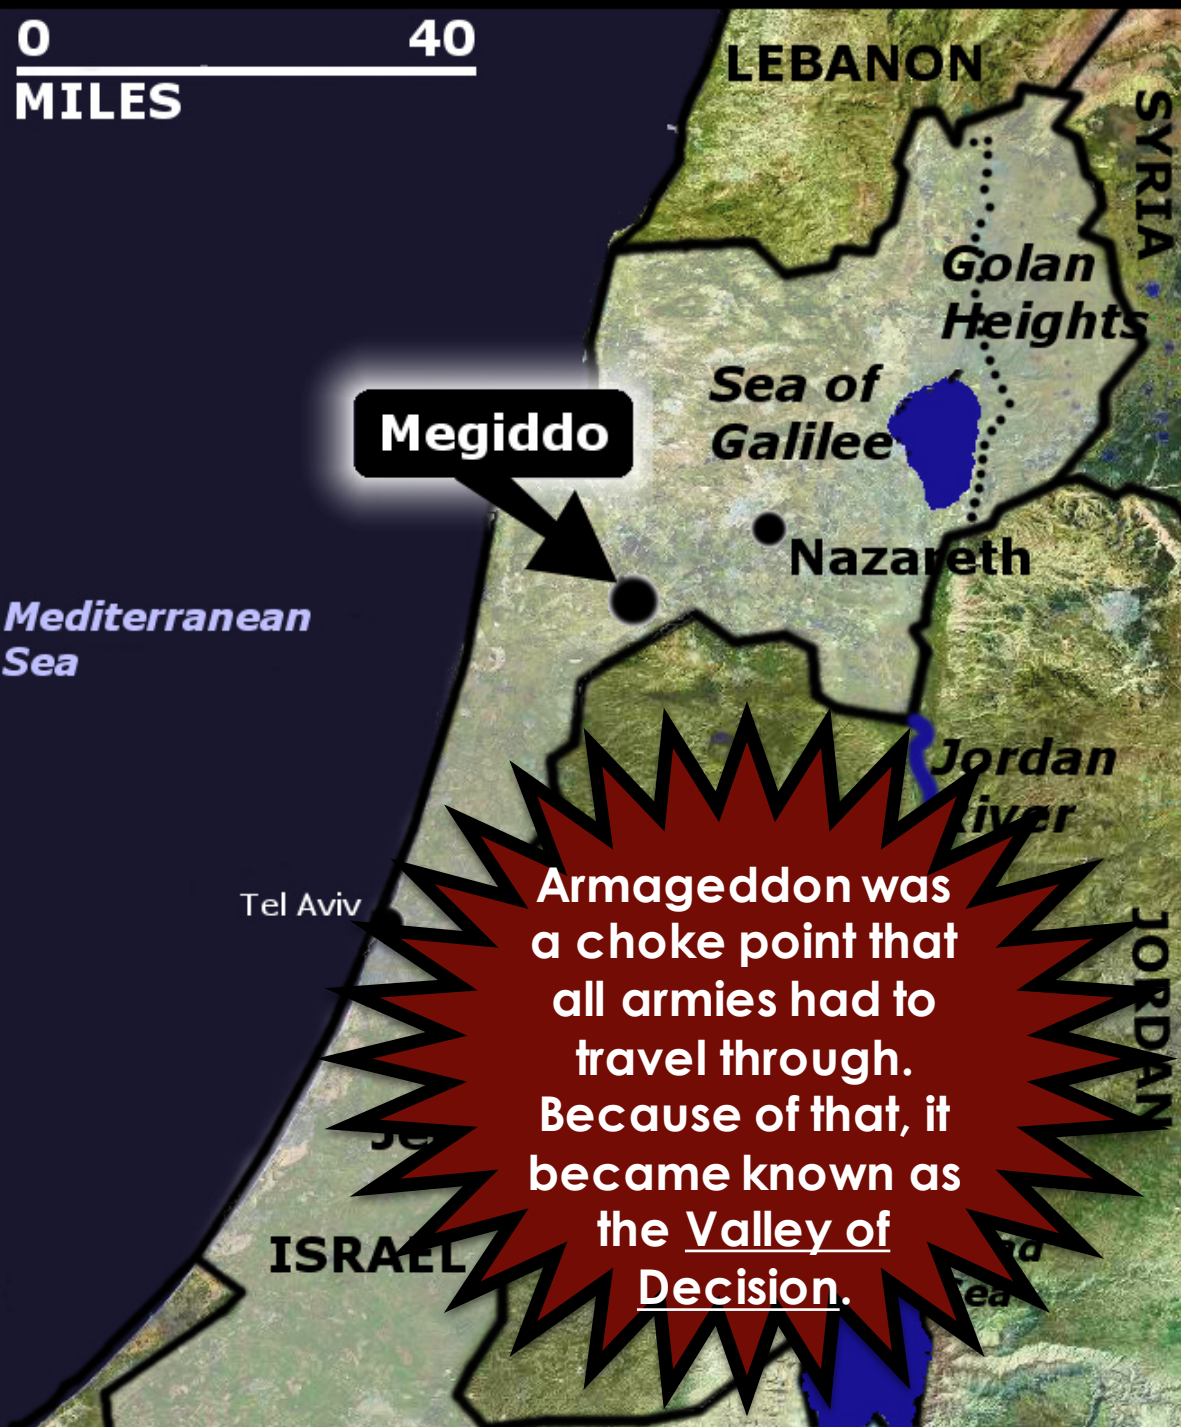 0 40
MILES
LEBANON
SYRIA
Golan
Heights
Sea of
Galilee
Megiddo
Nazareth
Mediterranean
Sea
Jordan
Tel Aviv
Armageddon was
a choke point that
all armies had to
travel through.
Because of that, it
became known as
the Valley of
Decision.
JORDAN
ISRAEL